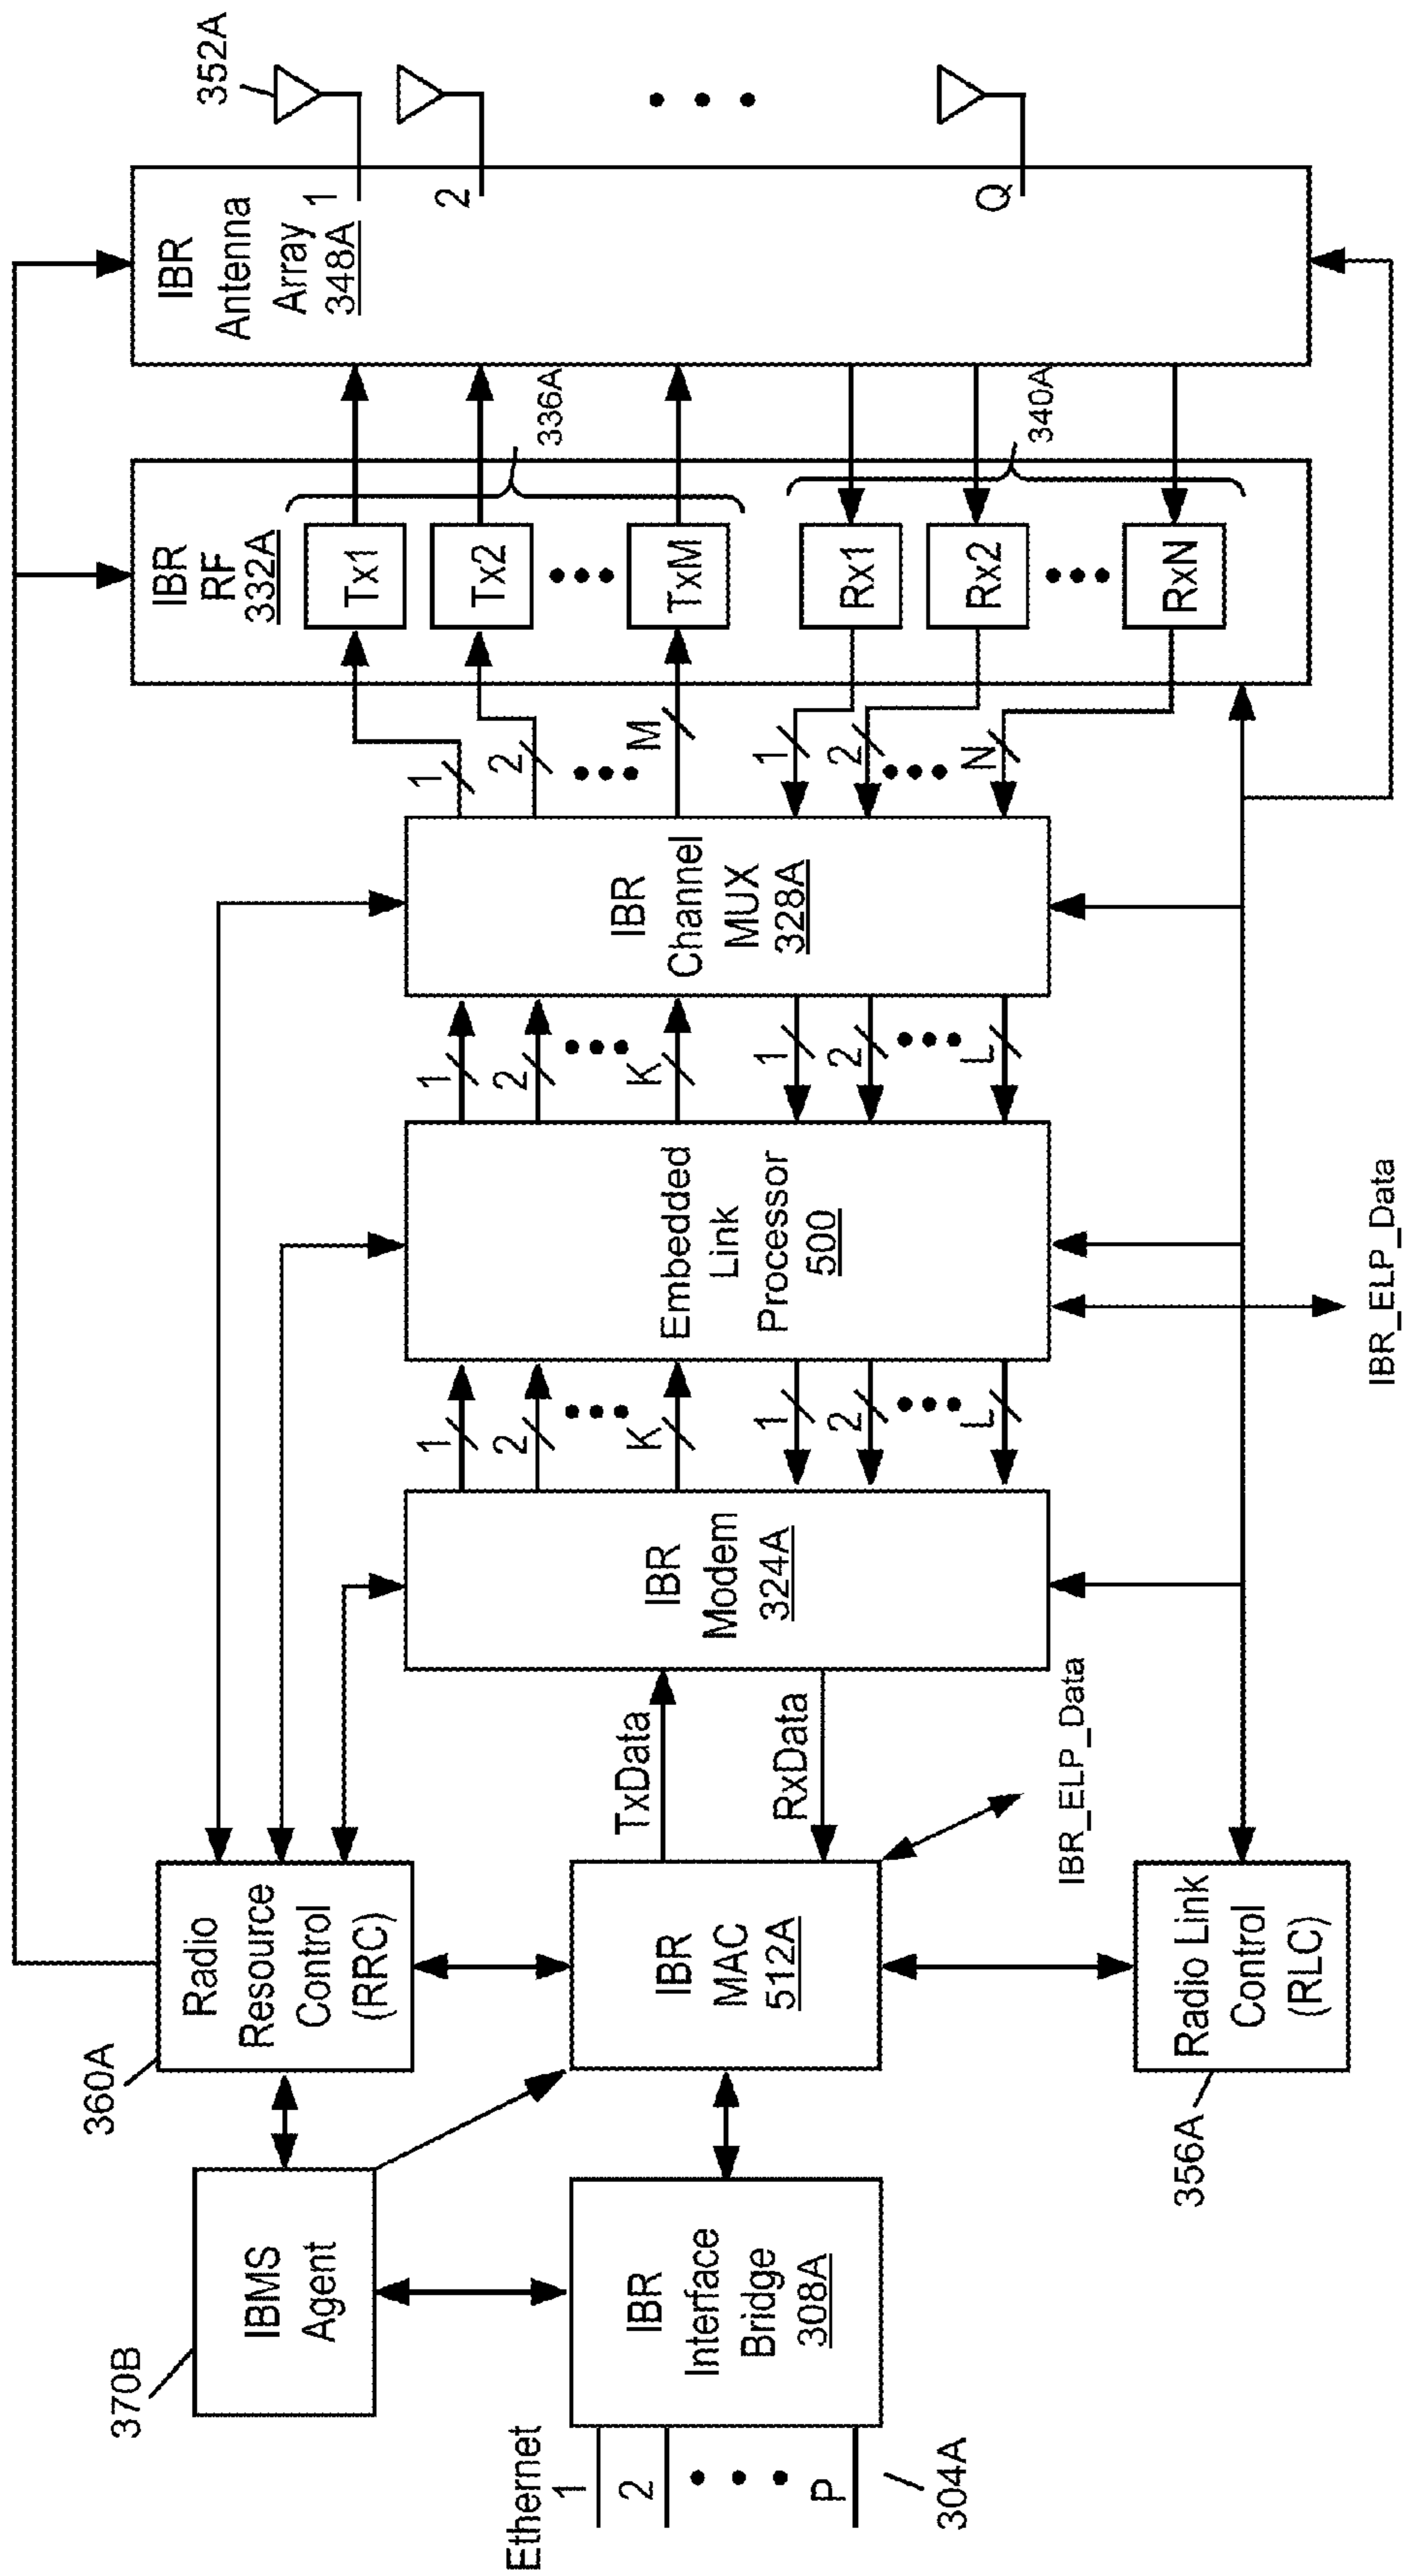 Ethernet
1
2
P
304A
370B
IBMS
Agent
IBR
Interface
Bridge
308A
360A
Radio
Resource
Control
(RRC)
IBR
MAC
512A
356A
Radio Link
Control
(RLC)
TxData
RxData
IBR_ELP_Data
IBR
Modem
324A
1
2
K
1
2
L
Embedded
Link
Processor
500
IBR_ELP_Data
1
2
K
1
2
L
IBR
Channel
MUX
328A
1
2
M
1
2
N
IBR
RF
332A
Tx1
Tx2
TxM
Rx1
Rx2
RxN
336A
340A
IBR
Antenna
Array
348A
1
2
Q
352A